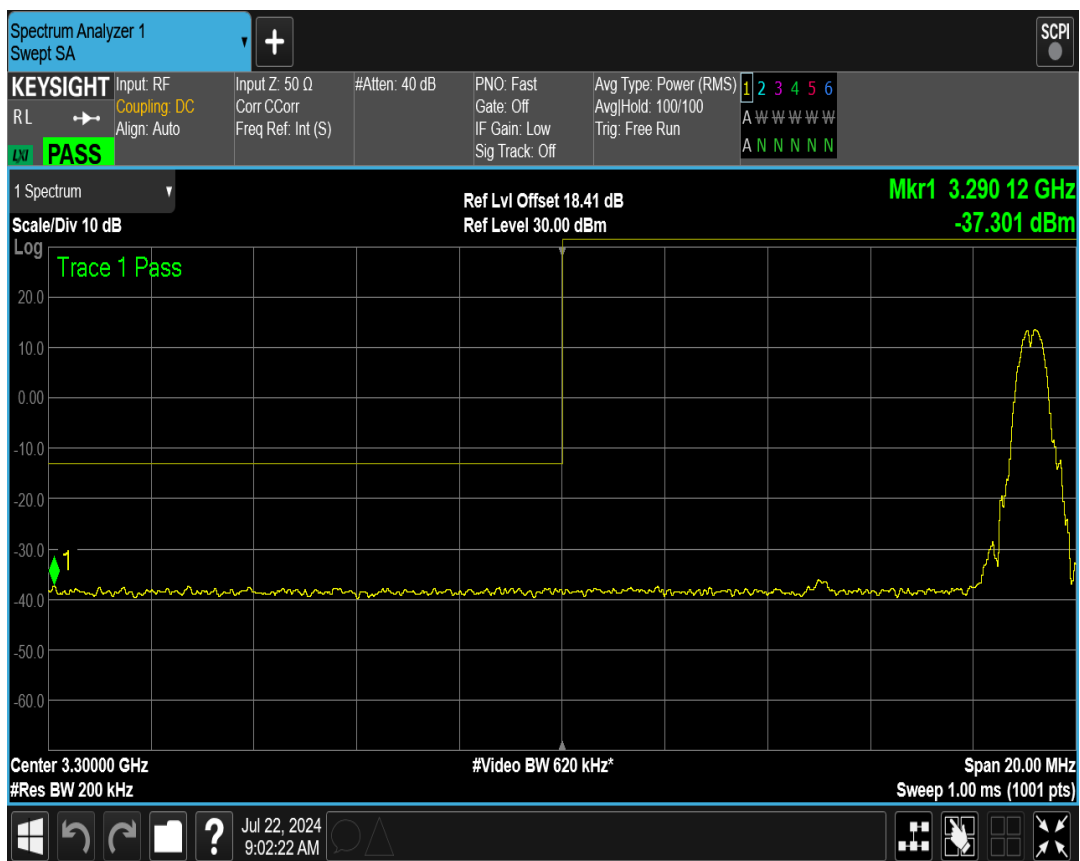 Spectrum Analyzer 1
Swept SA
+
SCPI
KEYSIGHT
RL
LXI
PASS
Input: RF
Coupling: DC
Align: Auto
Input Z: 50 Ω
Corr CCorr
Freq Ref: Int (S)
#Atten: 40 dB
PNO: Fast
Gate: Off
IF Gain: Low
Sig Track: Off
Avg Type: Power (RMS)
Avg|Hold: 100/100
Trig: Free Run
1 2 3 4 5 6
A W W W W W
A N N N N N
1 Spectrum
Scale/Div 10 dB
Ref Lvl Offset 18.41 dB
Ref Level 30.00 dBm
Mkr1 3.290 12 GHz
-37.301 dBm
Log
Trace 1 Pass
20.0
10.0
0.00
-10.0
-20.0
-30.0
1
-40.0
-50.0
-60.0
Center 3.30000 GHz
#Video BW 620 kHz*
Span 20.00 MHz
#Res BW 200 kHz
Sweep 1.00 ms (1001 pts)
?
Jul 22, 2024
9:02:22 AM